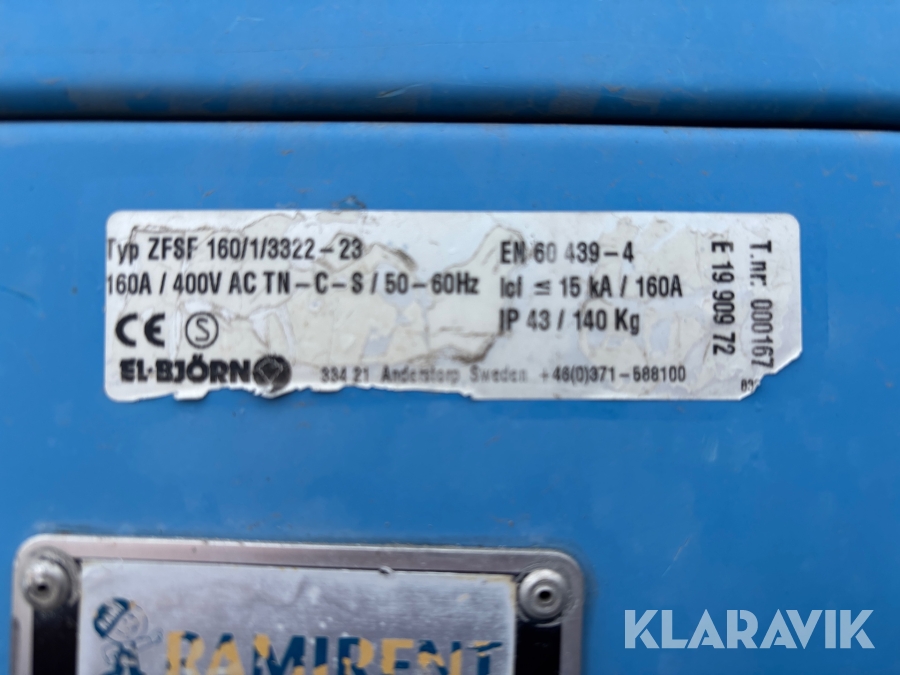 Typ ZFSF 160/1/3322-23
160A / 400V AC TN-C-S / 50-60Hz
CE S
EL-BJÖRN
EN 60 439-4
Icf ≤ 15 kA / 160A
IP 43 / 140 Kg
334 21 Anderstorp Sweden +46(0)371-588100
E 19 909 72
T.nr: 000167
RAMIRENT
KLARAVIK